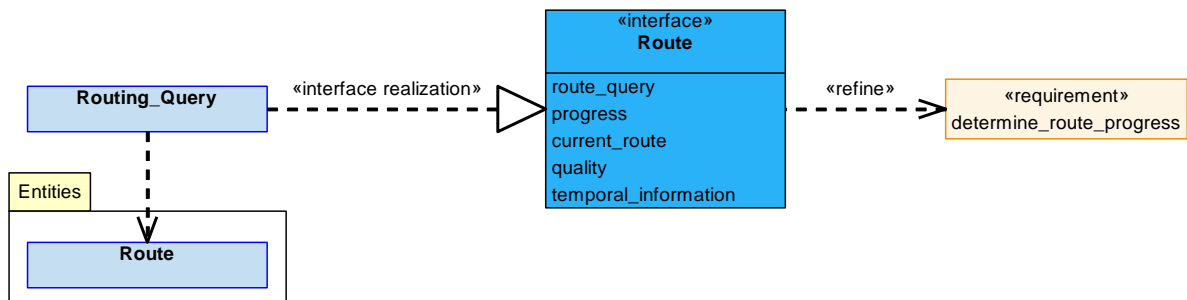 «interface»
Route
route_query
progress
current_route
quality
temporal_information
Routing_Query
«interface realization»
«refine»
«requirement»
determine_route_progress
Entities
Route